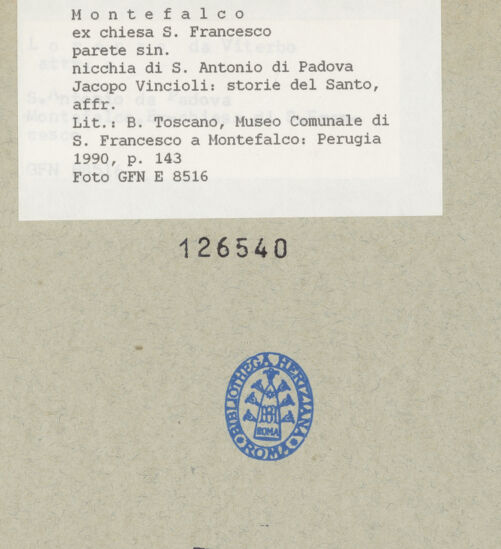 Montefalco
ex chiesa S. Francesco
parete sin.
nicchia di S. Antonio di Padova
Jacopo Vincioli: storie del Santo,
affr.
Lit.: B. Toscano, Museo Comunale di
S. Francesco a Montefalco: Perugia
1990, p. 143
Foto GFN E 8516
126540
BIBLIOTHECA HERTZIANA
ROMA
ROMA